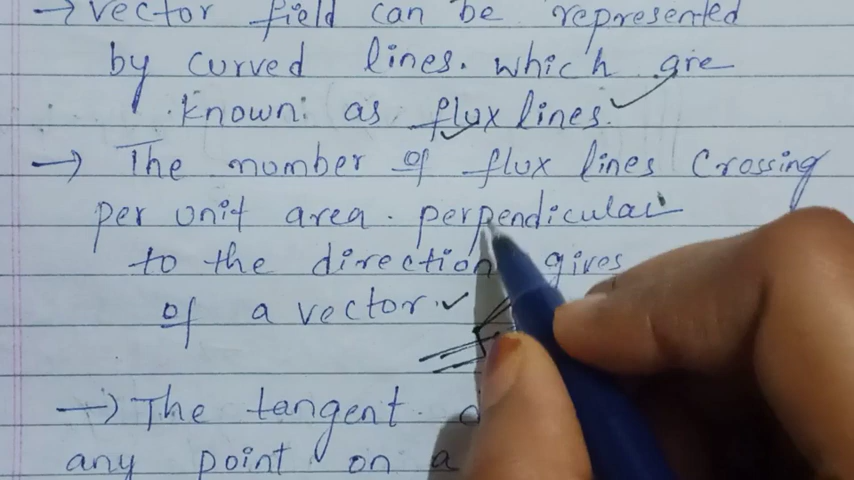 → vector field can be represented
by curved lines. which are
known as flux lines.
→ The number of flux lines crossing
per unit area. perpendicular
to the direction gives
of a vector.
→ The tangent
any point on a